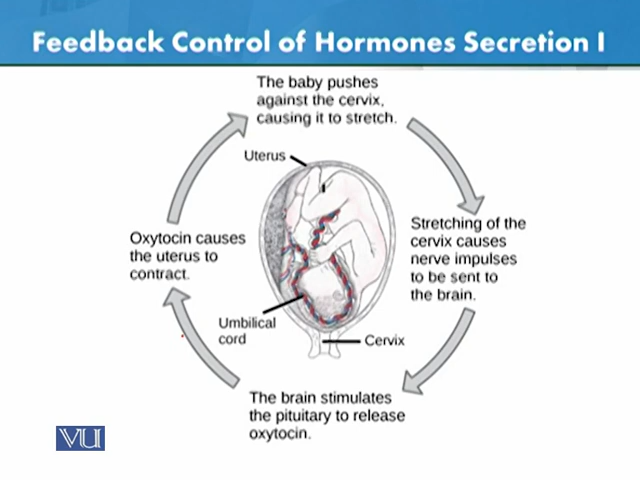 Feedback Control of Hormones Secretion I
The baby pushes
against the cervix,
causing it to stretch.
Uterus
Stretching of the
cervix causes
nerve impulses
to be sent to
the brain.
Oxytocin causes
the uterus to
contract.
Umbilical
cord
Cervix
The brain stimulates
the pituitary to release
oxytocin.
VU